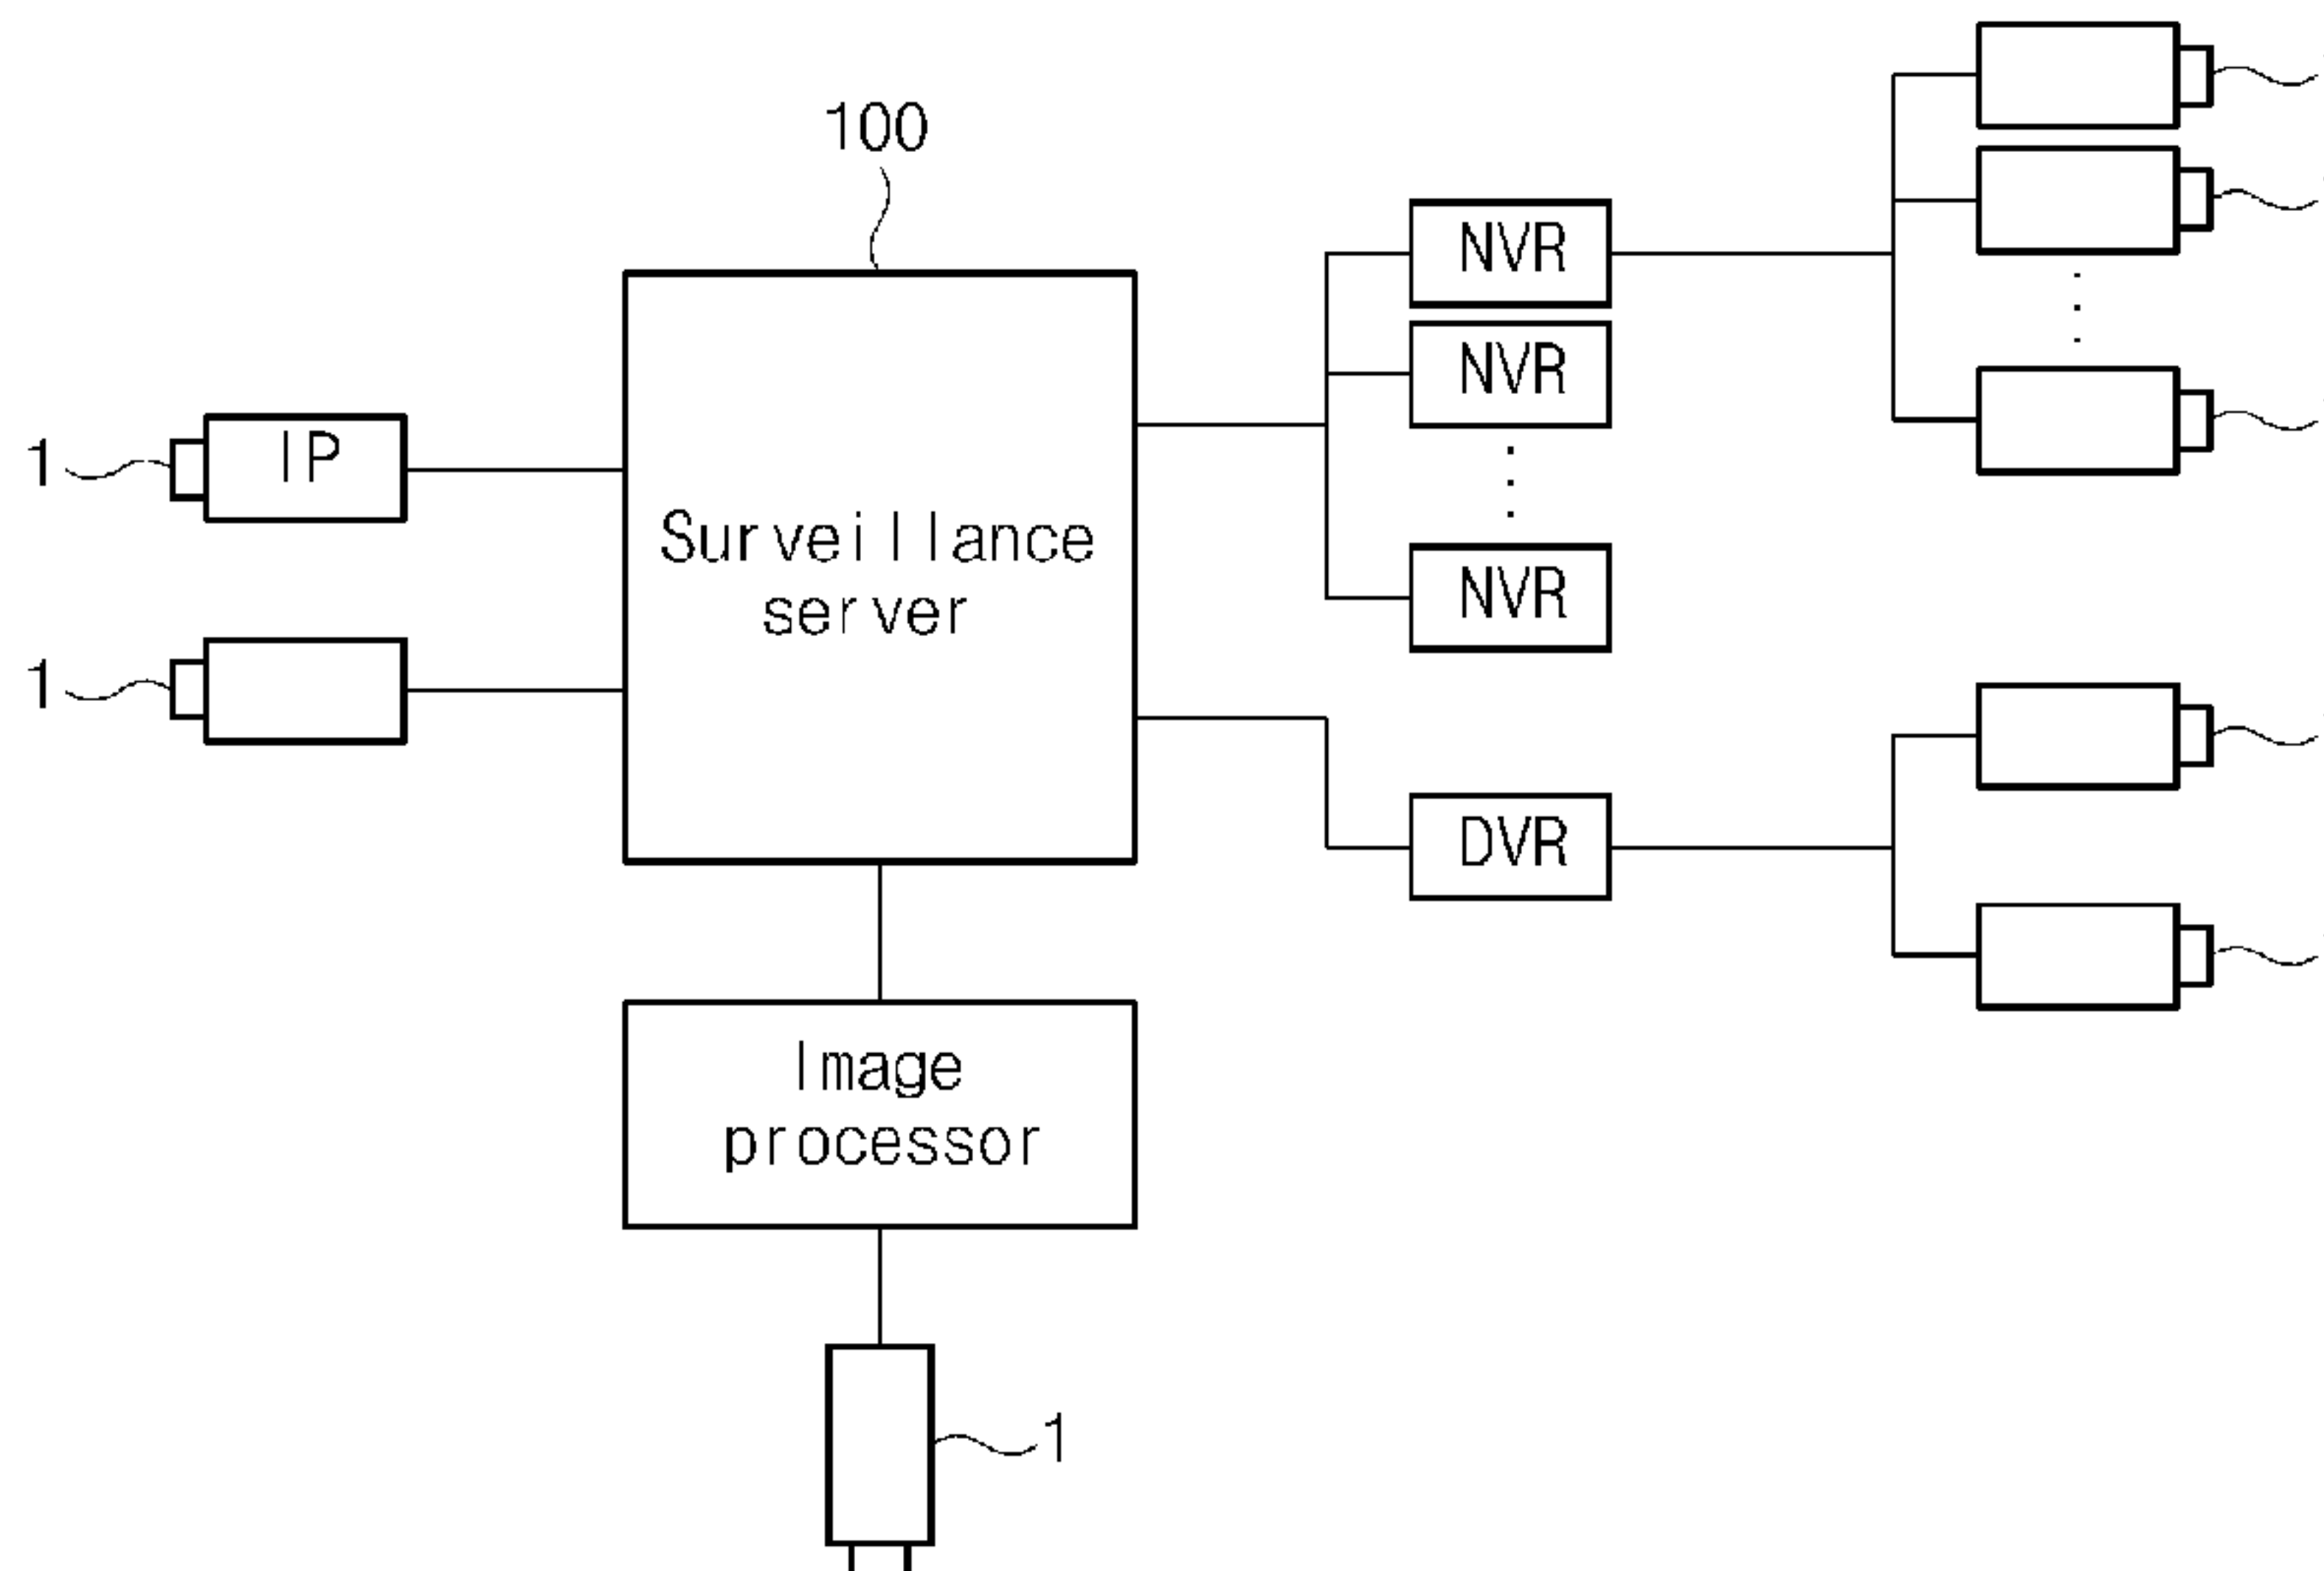 100
NVR
NVR
1
IP
Surveillance
server
NVR
1
DVR
Image
processor
1